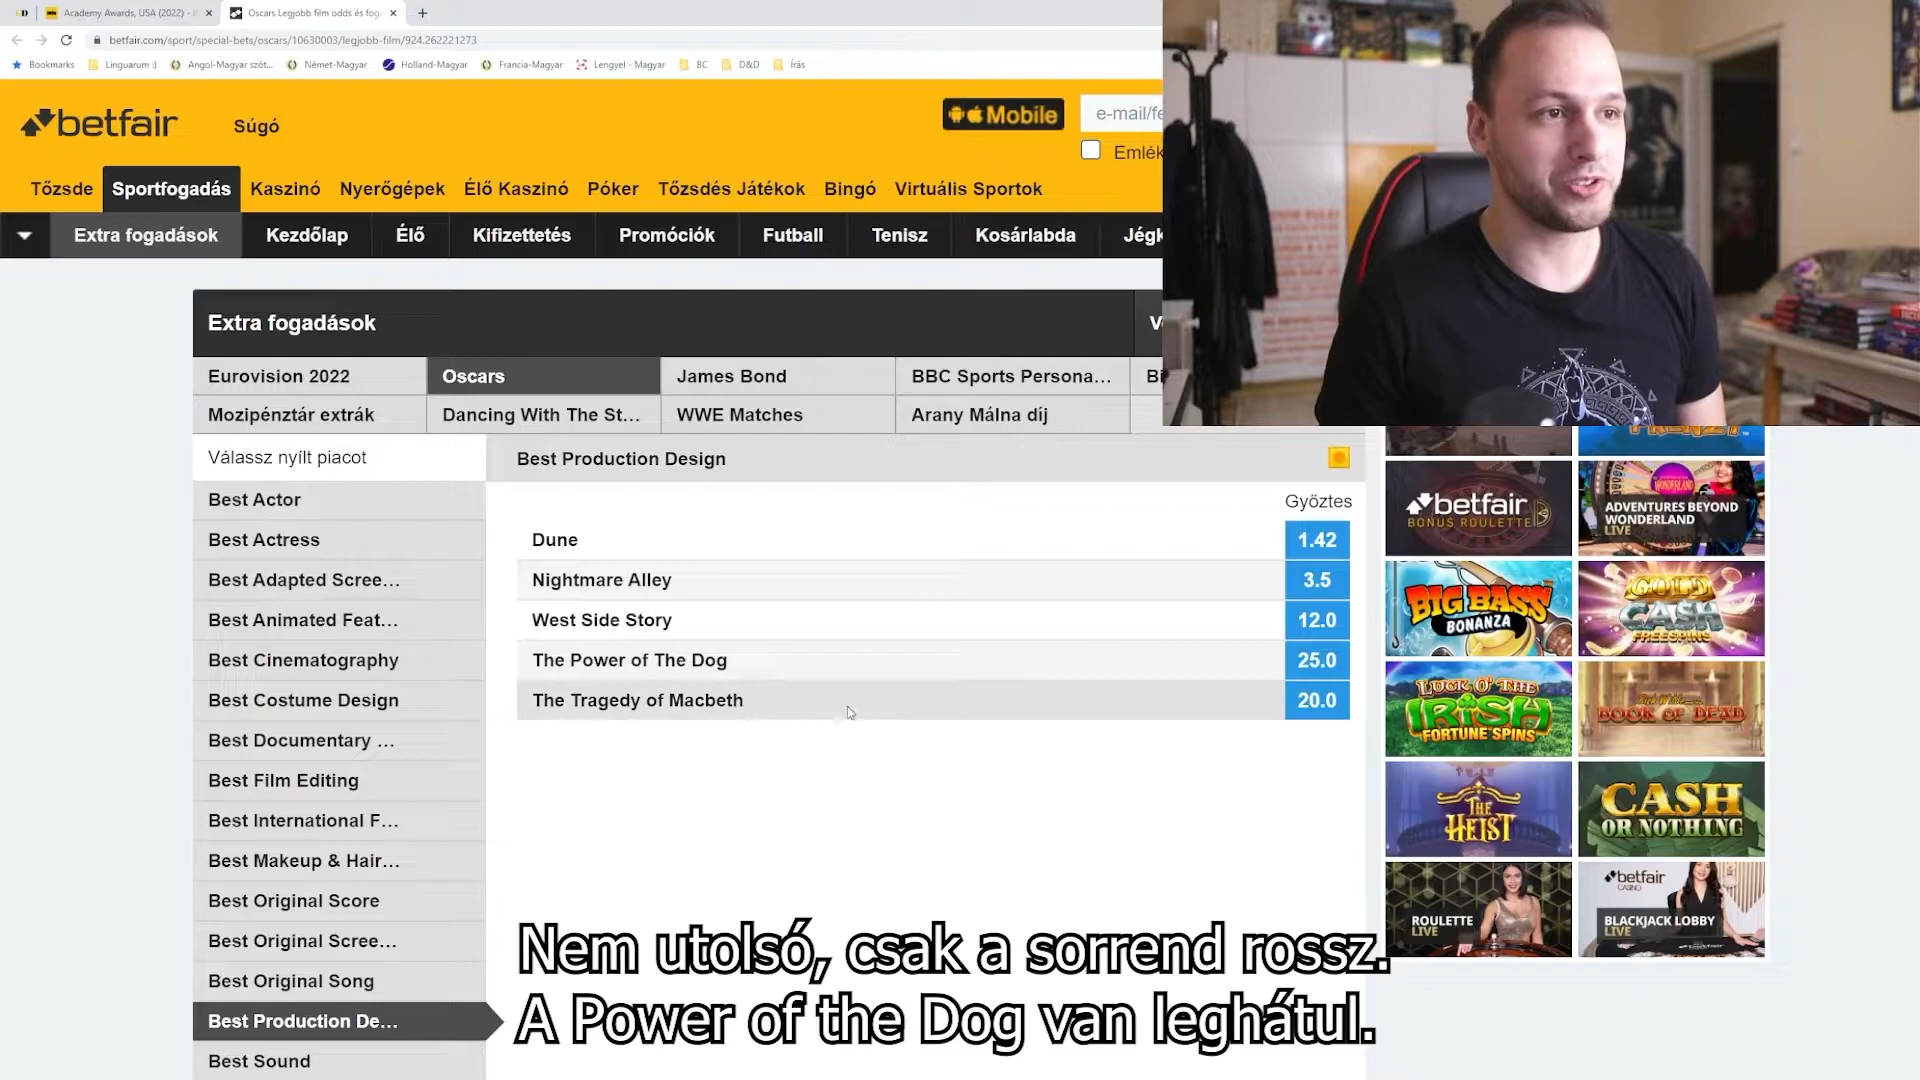 Academy Awards, USA (2022) -
Oscars Legjobb film odds és fog
betfair.com/sport/special-bets/oscars/10630003/legjobb-film/924.262221273
Bookmarks Linguarum :) Angol-Magyar szót... Német-Magyar Holland-Magyar Francia-Magyar Lengyel - Magyar BC D&D Írás
betfair Súgó Mobile e-mail/fe
Emlék
Tőzsde Sportfogadás Kaszinó Nyerőgépek Élő Kaszinó Póker Tőzsdés Játékok Bingó Virtuális Sportok
Extra fogadások Kezdőlap Élő Kifizettetés Promóciók Futball Tenisz Kosárlabda Jégk
Extra fogadások
Eurovision 2022 Oscars James Bond BBC Sports Persona...
Mozipénztár extrák Dancing With The St... WWE Matches Arany Málna díj
Válassz nyílt piacot
Best Actor
Best Actress
Best Adapted Scree...
Best Animated Feat...
Best Cinematography
Best Costume Design
Best Documentary ...
Best Film Editing
Best International F...
Best Makeup & Hair...
Best Original Score
Best Original Scree...
Best Original Song
Best Production De...
Best Sound
Best Production Design
Győztes
Dune 1.42
Nightmare Alley 3.5
West Side Story 12.0
The Power of The Dog 25.0
The Tragedy of Macbeth 20.0
betfair
BONUS ROULETTE
WONDERLAND
ADVENTURES BEYOND
WONDERLAND
LIVE
BIG BASS
BONANZA
GOLD
CASH
FREESPINS
LUCK O' THE
IRISH
FORTUNE SPINS
BOOK OF DEAD
THE
HEIST
CASH
OR NOTHING
ROULETTE
LIVE
betfair
CASINO
BLACKJACK LOBBY
LIVE
Nem utolsó, csak a sorrend rossz.
A Power of the Dog van leghátul.